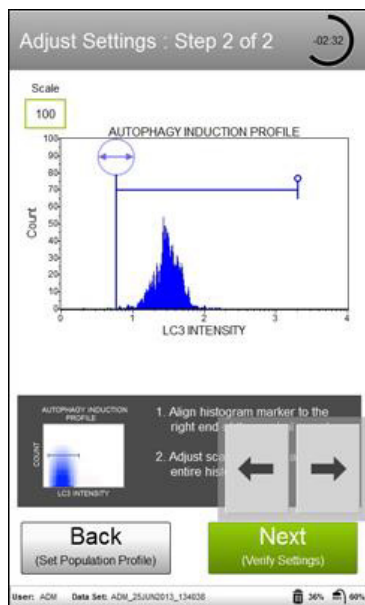 Adjust Settings : Step 2 of 2
-02:32
Scale
100
AUTOPHAGY INDUCTION PROFILE
100
90
80
70
60
50
40
30
20
10
0
Count
0 1 2 3 4
LC3 INTENSITY
AUTOPHAGY INDUCTION
PROFILE
COUNT
LC3 INTENSITY
1. Align histogram marker to the
right end of the
2. Adjust
entire
Back
(Set Population Profile)
Next
(Verify Settings)
User: ADM Data Set: ADM_25JUN2013_134038 36% 60%